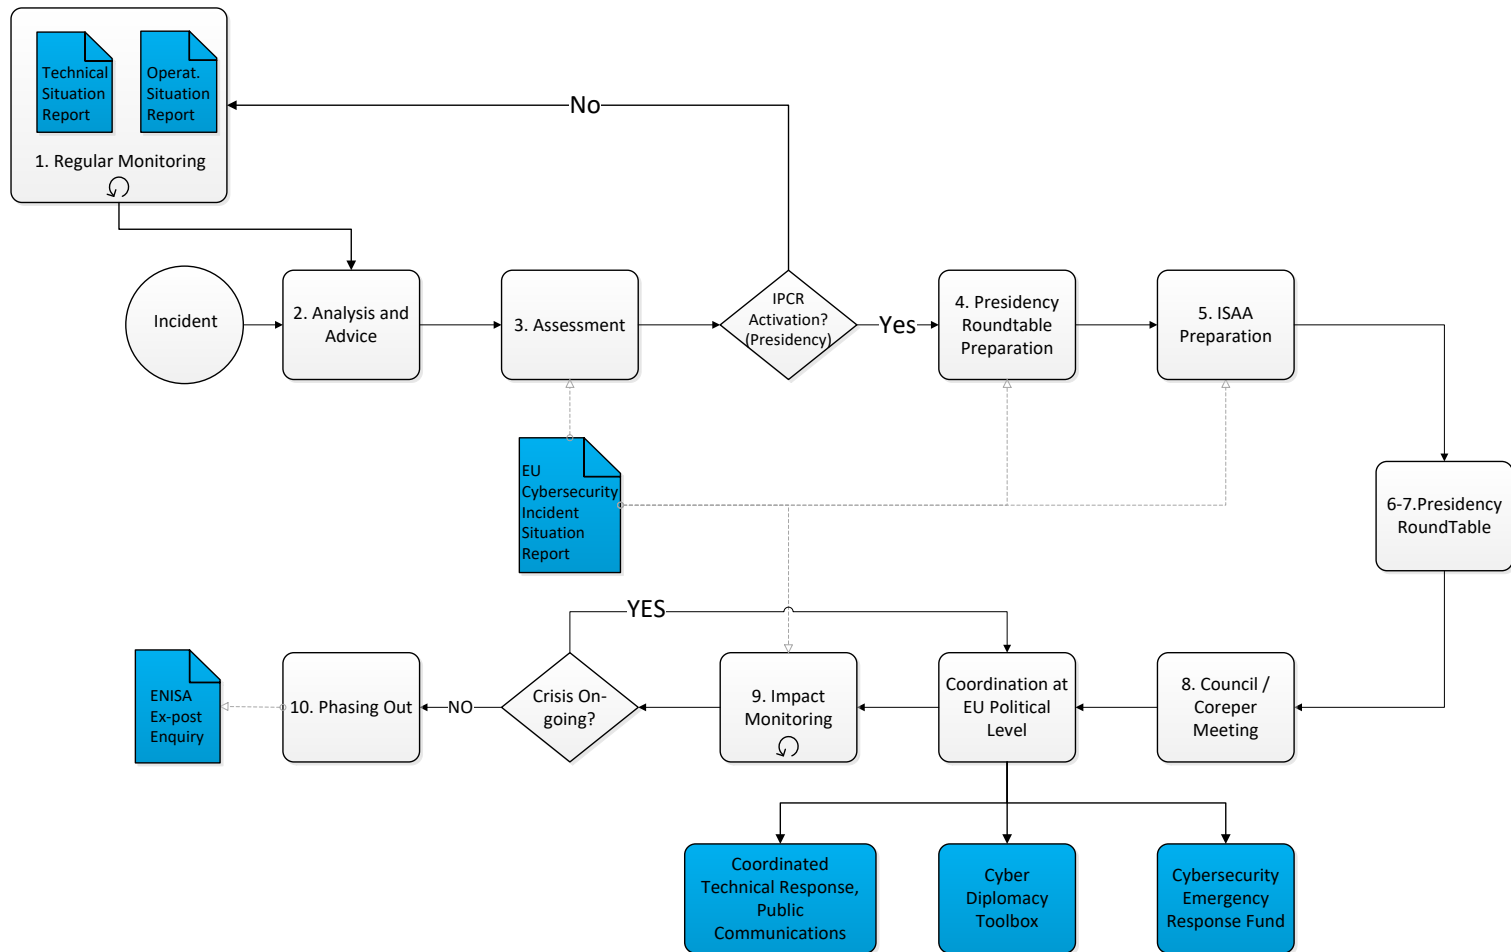 Technical
Situation
Report
Operat.
Situation
Report
1. Regular Monitoring
No
Incident
2. Analysis and
Advice
3. Assessment
IPCR
Activation?
(Presidency)
Yes
4. Presidency
Roundtable
Preparation
5. ISAA
Preparation
EU
Cybersecurity
Incident
Situation
Report
6-7.Presidency
RoundTable
YES
ENISA
Ex-post
Enquiry
10. Phasing Out
NO
Crisis On-
going?
9. Impact
Monitoring
Coordination at
EU Political
Level
8. Council /
Coreper
Meeting
Coordinated
Technical Response,
Public
Communications
Cyber
Diplomacy
Toolbox
Cybersecurity
Emergency
Response Fund